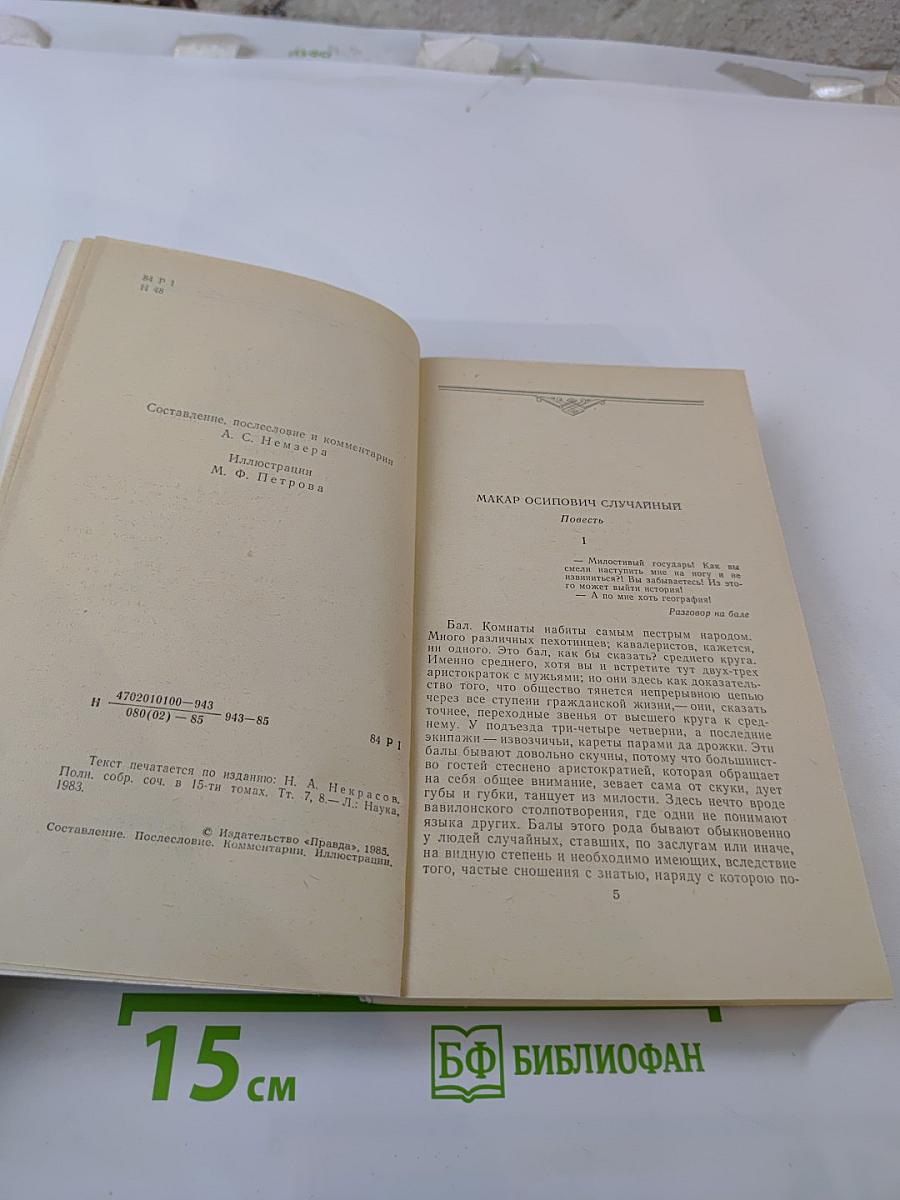 84 Р 1
Н 48
Составление, послесловие и комментарии
А. С. Немзера
Иллюстрации
М. Ф. Петрова
Н 4702010100—943
080(02) — 85 943—85
84 Р 1
Текст печатается по изданию: Н. А. Некрасов.
Полн. собр. соч. в 15-ти томах. Тт. 7, 8.— Л.: Наука,
1983.
© Издательство «Правда», 1985.
Составление. Послесловие. Комментарии. Иллюстрации.
МАКАР ОСИПОВИЧ СЛУЧАЙНЫЙ
Повесть
I
— Милостивый государь! Как вы
смели наступить мне на ногу и не
извиниться?! Вы забываетесь! Из это-
го может выйти история!
— А по мне хоть география!
Разговор на бале
Бал. Комнаты набиты самым пестрым народом.
Много различных пехотинцев; кавалеристов, кажется,
ни одного. Это бал, как бы сказать? среднего круга.
Именно среднего, хотя вы и встретите тут двух-трех
аристократок с мужьями; но они здесь как доказатель-
ство того, что общество тянется непрерывною цепью
через все ступени гражданской жизни,— они, сказать
точнее, переходные звенья от высшего круга к сред-
нему. У подъезда три-четыре четверни, а последние
экипажи — извозчичьи, кареты парами да дрожки. Эти
балы бывают довольно скучны, потому что большинст-
во гостей стеснено аристократией, которая обращает
на себя общее внимание, зевает сама от скуки, дует
губы и губки, танцует из милости. Здесь нечто вроде
вавилонского столпотворения, где одни не понимают
языка других. Балы этого рода бывают обыкновенно
у людей случайных, ставших, по заслугам или иначе,
на видную степень и необходимо имеющих, вследствие
того, частые сношения с знатью, наряду с которою по-
5
15 см
БФ БИБЛИОФАН